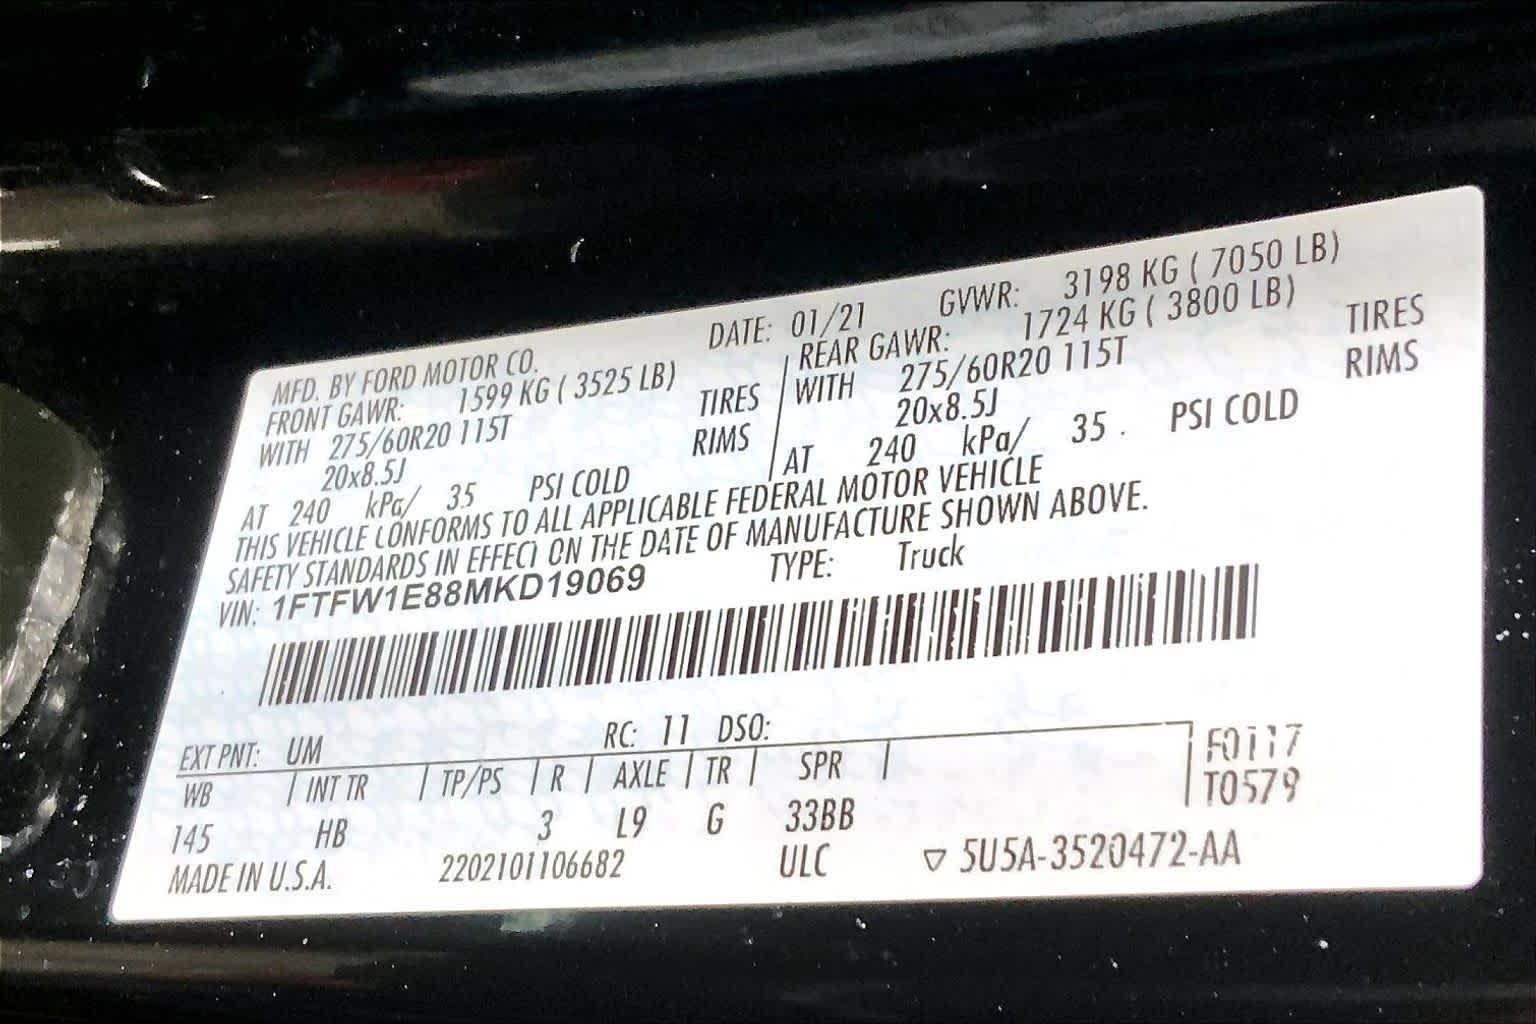 MFD. BY FORD MOTOR CO. DATE: 01/21 GVWR: 3198 KG ( 7050 LB)
FRONT GAWR: 1599 KG ( 3525 LB) REAR GAWR: 1724 KG ( 3800 LB)
WITH 275/60R20 115T TIRES WITH 275/60R20 115T TIRES
20x8.5J RIMS 20x8.5J RIMS
AT 240 kPa/ 35 PSI COLD AT 240 kPa/ 35 . PSI COLD
THIS VEHICLE CONFORMS TO ALL APPLICABLE FEDERAL MOTOR VEHICLE
SAFETY STANDARDS IN EFFECT ON THE DATE OF MANUFACTURE SHOWN ABOVE.
VIN: 1FTFW1E88MKD19069 TYPE: Truck
EXT PNT: UM RC: 11 DSO: F0117
WB INT TR TP/PS R AXLE TR SPR T0579
145 HB 3 L9 G 33BB
MADE IN U.S.A. 2202101106682 ULC ▽ 5U5A-3520472-AA